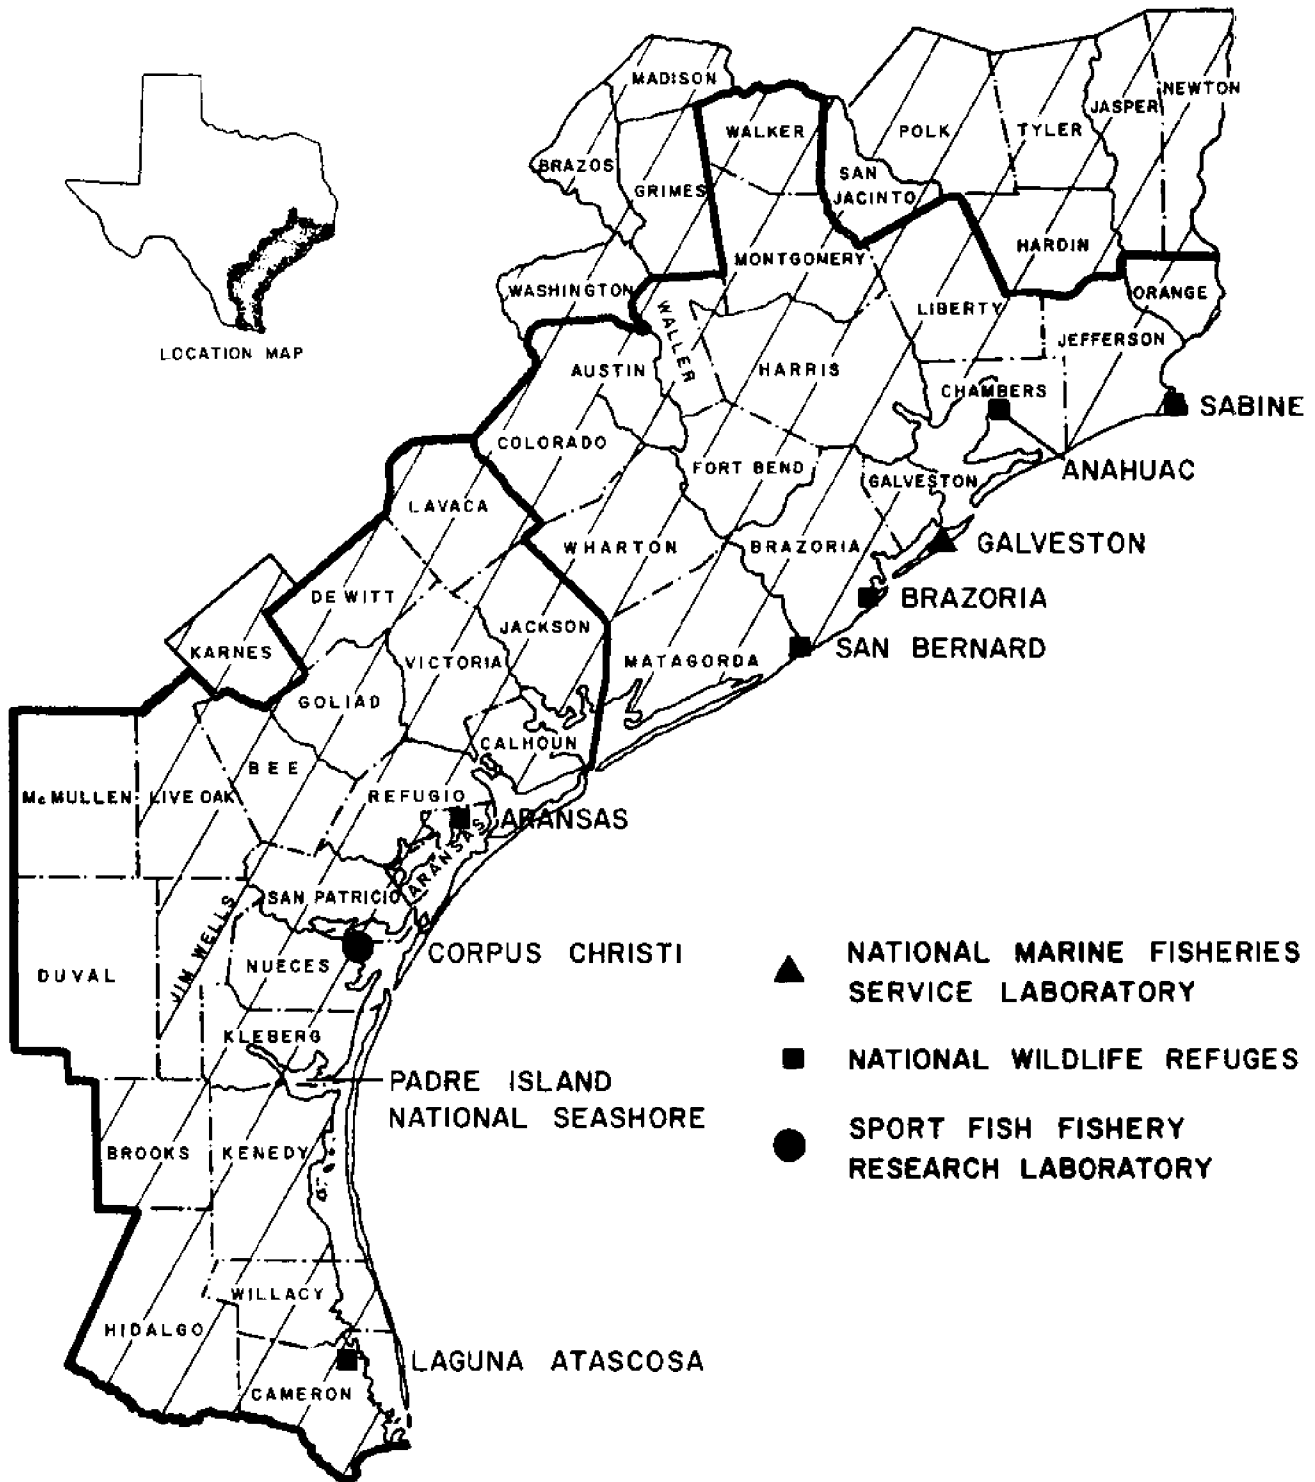 MADISON
NEWTON
JASPER
WALKER
POLK
TYLER
BRAZOS
GRIMES
SAN
JACINTO
HARDIN
MONTGOMERY
WASHINGTON
ORANGE
WALLER
LIBERTY
JEFFERSON
LOCATION MAP
AUSTIN
HARRIS
CHAMBERS
SABINE
COLORADO
FORT BEND
GALVESTON
ANAHUAC
LAVACA
WHARTON
BRAZORIA
GALVESTON
DE WITT
BRAZORIA
JACKSON
KARNES
VICTORIA
MATAGORDA
SAN BERNARD
GOLIAD
CALHOUN
BEE
McMULLEN
LIVE OAK
REFUGIO
ARANSAS
ARANSAS
SAN PATRICIO
JIM WELLS
DUVAL
NUECES
CORPUS CHRISTI
KLEBERG
PADRE ISLAND
NATIONAL SEASHORE
BROOKS
KENEDY
WILLACY
HIDALGO
LAGUNA ATASCOSA
CAMERON
NATIONAL MARINE FISHERIES
SERVICE LABORATORY
NATIONAL WILDLIFE REFUGES
SPORT FISH FISHERY
RESEARCH LABORATORY